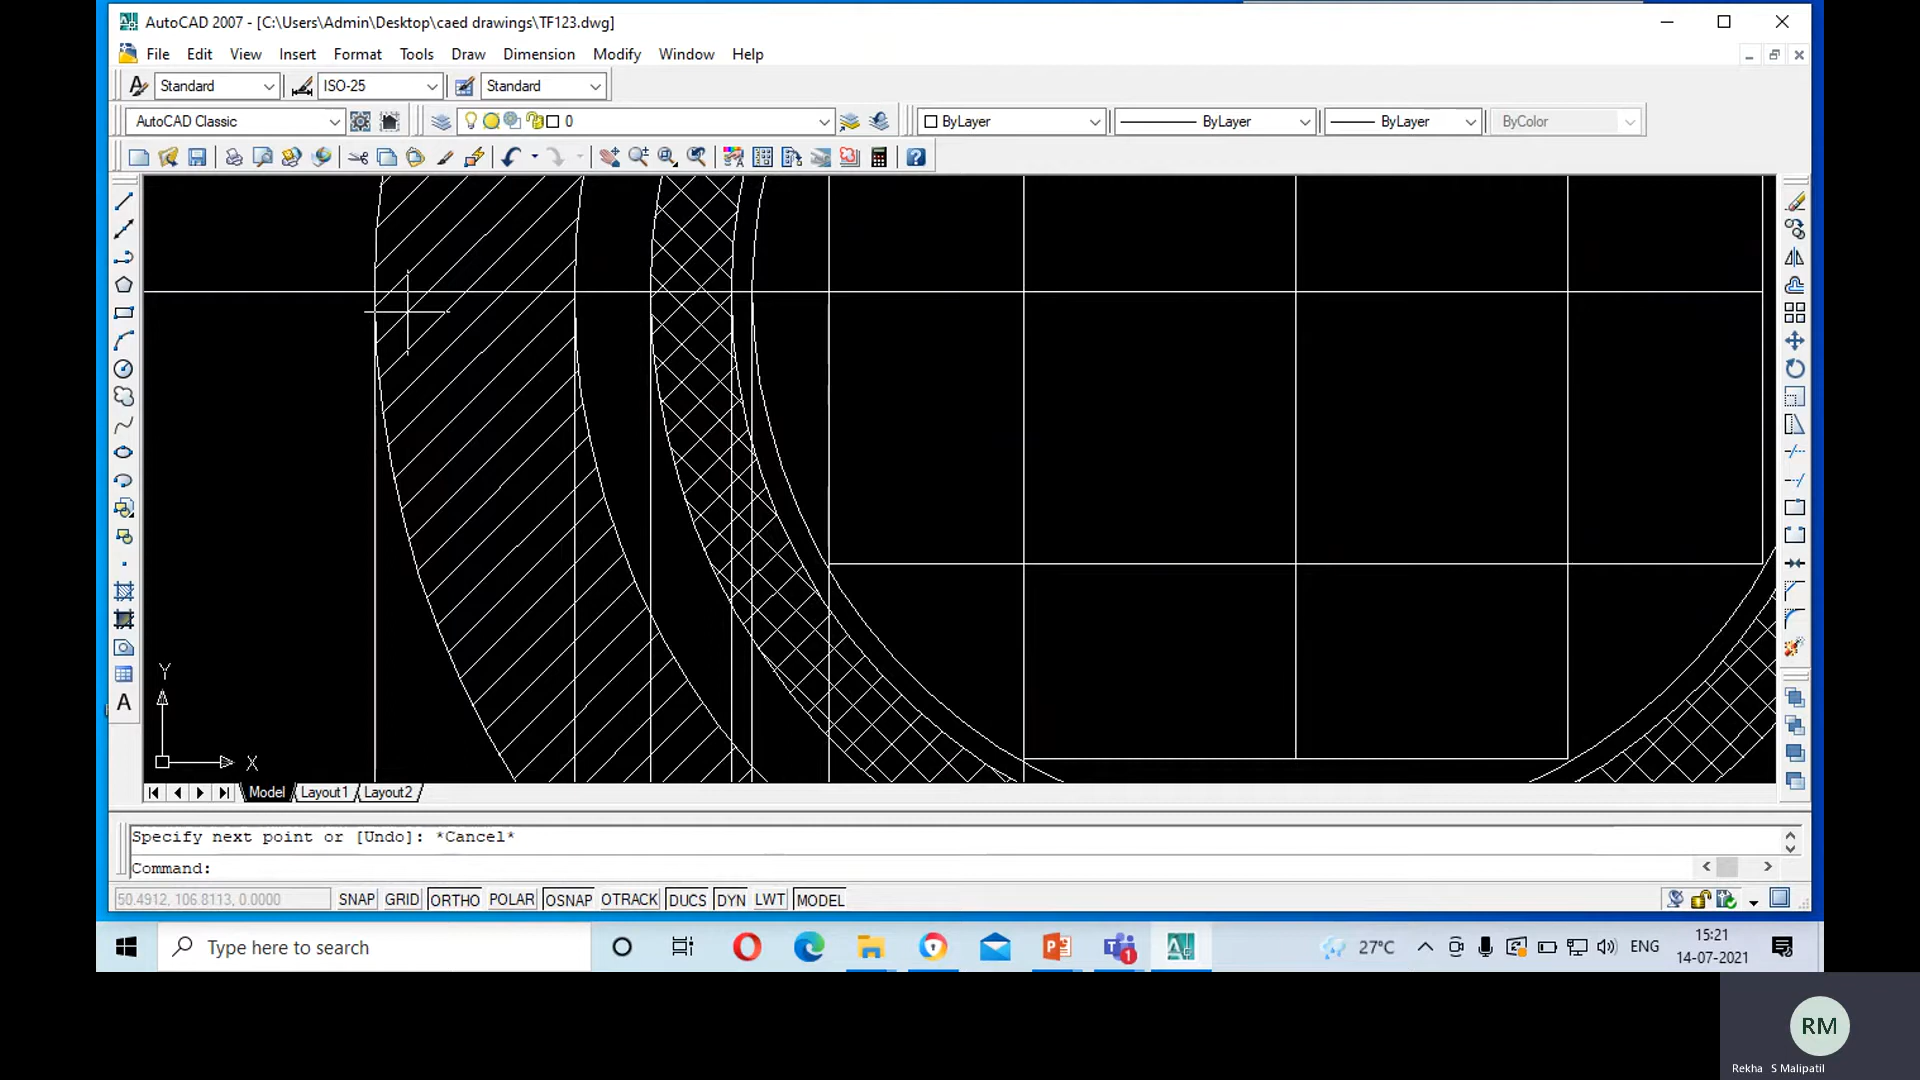 AutoCAD 2007 - [C:\Users\Admin\Desktop\caed drawings\TF123.dwg]
File Edit View Insert Format Tools Draw Dimension Modify Window Help
Standard ISO-25 Standard
AutoCAD Classic 0 ByLayer ByLayer ByLayer ByColor
A
Y
X
Model Layout1 Layout2
Specify next point or [Undo]: *Cancel*
Command:
50.4912, 106.8113, 0.0000 SNAP GRID ORTHO POLAR OSNAP OTRACK DUCS DYN LWT MODEL
Type here to search 1 27°C ENG 15:21
14-07-2021
RM
Rekha S Malipatil